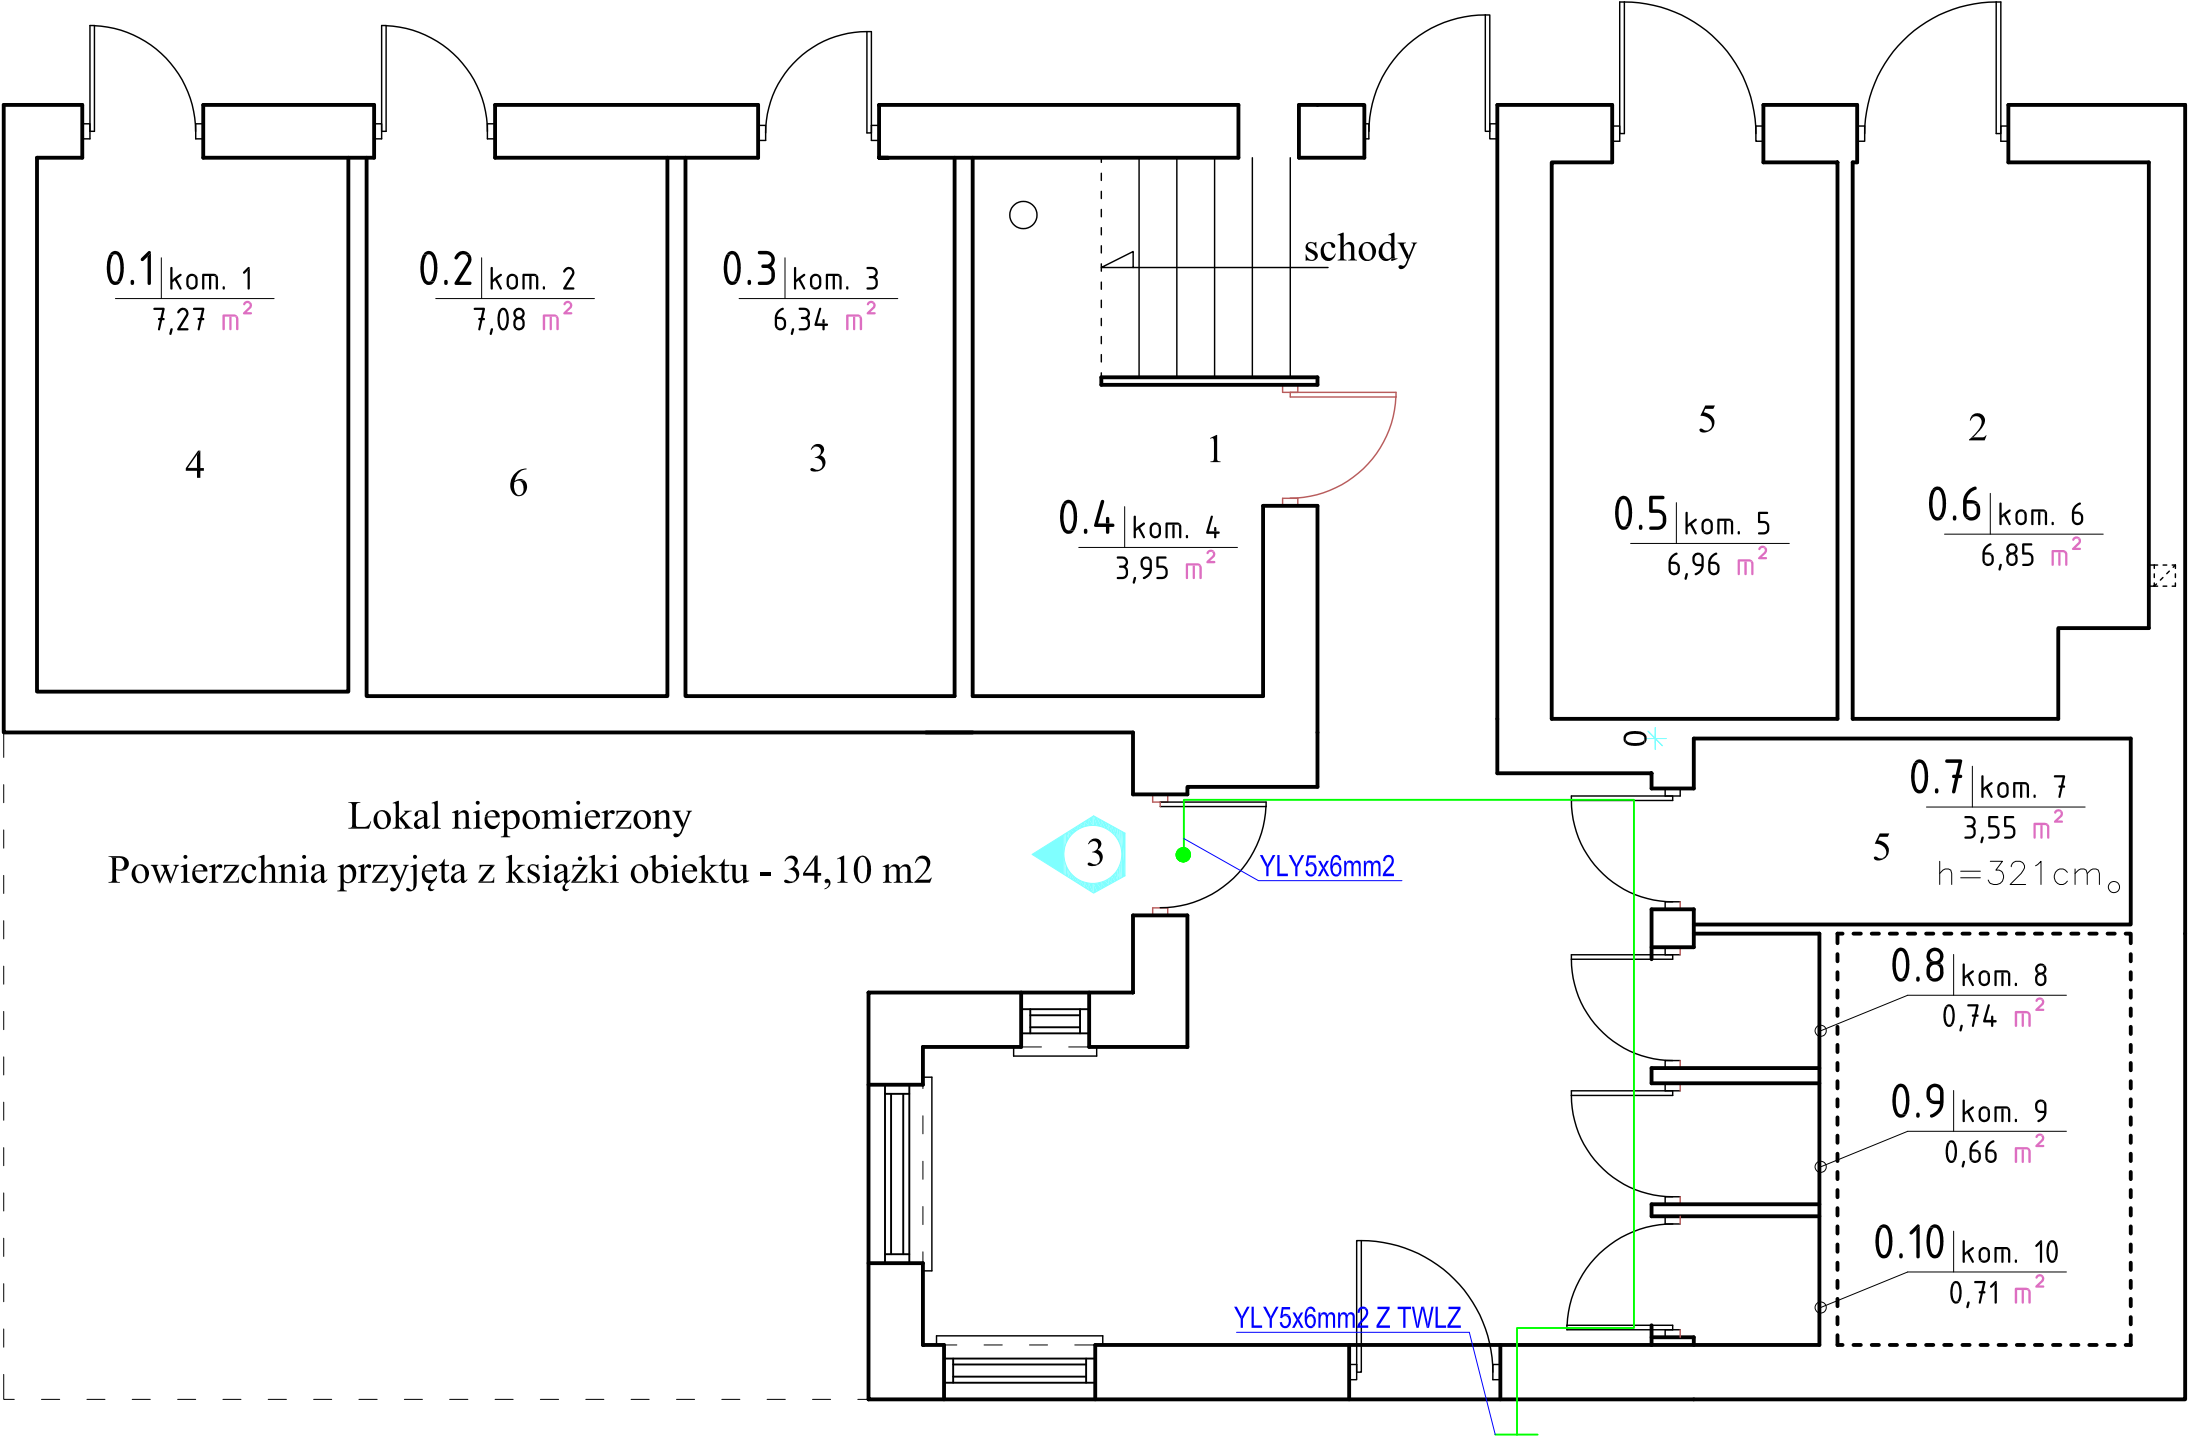 schody
0.1 kom. 1
7,27 m²
0.2 kom. 2
7,08 m²
0.3 kom. 3
6,34 m²
4
6
3
1
0.4 kom. 4
3,95 m²
5
0.5 kom. 5
6,96 m²
2
0.6 kom. 6
6,85 m²
0
0.7 kom. 7
3,55 m²
5
h=321cm
Lokal niepomierzony
Powierzchnia przyjęta z książki obiektu - 34,10 m2
3
YLY5x6mm2
0.8 kom. 8
0,74 m²
0.9 kom. 9
0,66 m²
0.10 kom. 10
0,71 m²
YLY5x6mm2 Z TWLZ